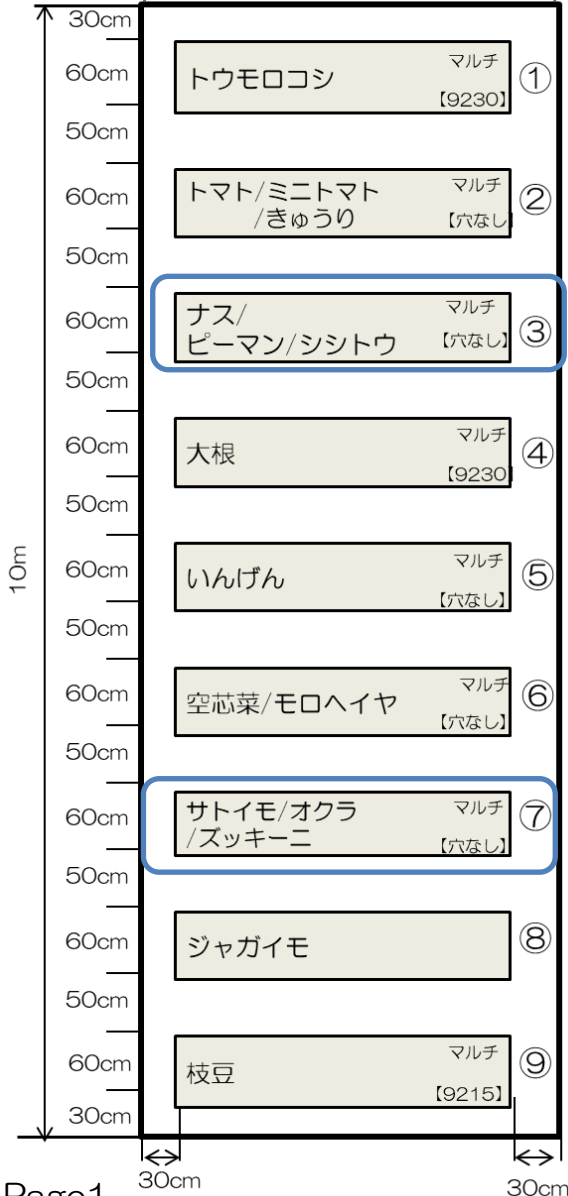 30cm
60cm
トウモロコシ
マルチ
【9230】
①
50cm
60cm
トマト/ミニトマト
/きゅうり
マルチ
【穴なし】
②
50cm
60cm
ナス/
ピーマン/シシトウ
マルチ
【穴なし】
③
50cm
60cm
大根
マルチ
【9230】
④
50cm
60cm
いんげん
マルチ
【穴なし】
⑤
10m
50cm
60cm
空芯菜/モロヘイヤ
マルチ
【穴なし】
⑥
50cm
60cm
サトイモ/オクラ
/ズッキーニ
マルチ
【穴なし】
⑦
50cm
60cm
ジャガイモ
⑧
50cm
60cm
枝豆
マルチ
【9215】
⑨
30cm
30cm
30cm
Page1